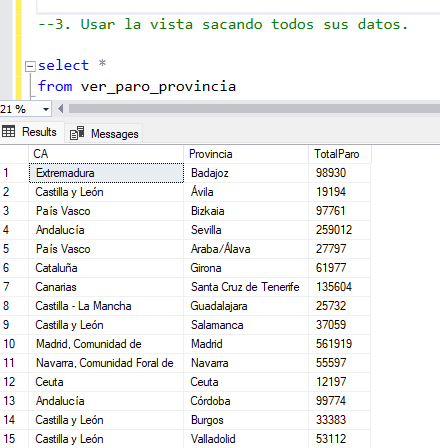 --3. Usar la vista sacando todos sus datos.
select *
from ver_paro_provincia
21 %
Results Messages
CA Provincia TotalParo
1 Extremadura Badajoz 98930
2 Castilla y León Ávila 19194
3 País Vasco Bizkaia 97761
4 Andalucía Sevilla 259012
5 País Vasco Araba/Álava 27797
6 Cataluña Girona 61977
7 Canarias Santa Cruz de Tenerife 135604
8 Castilla - La Mancha Guadalajara 25732
9 Castilla y León Salamanca 37059
10 Madrid, Comunidad de Madrid 561919
11 Navarra, Comunidad Foral de Navarra 55597
12 Ceuta Ceuta 12197
13 Andalucía Córdoba 99774
14 Castilla y León Burgos 33383
15 Castilla y León Valladolid 53112